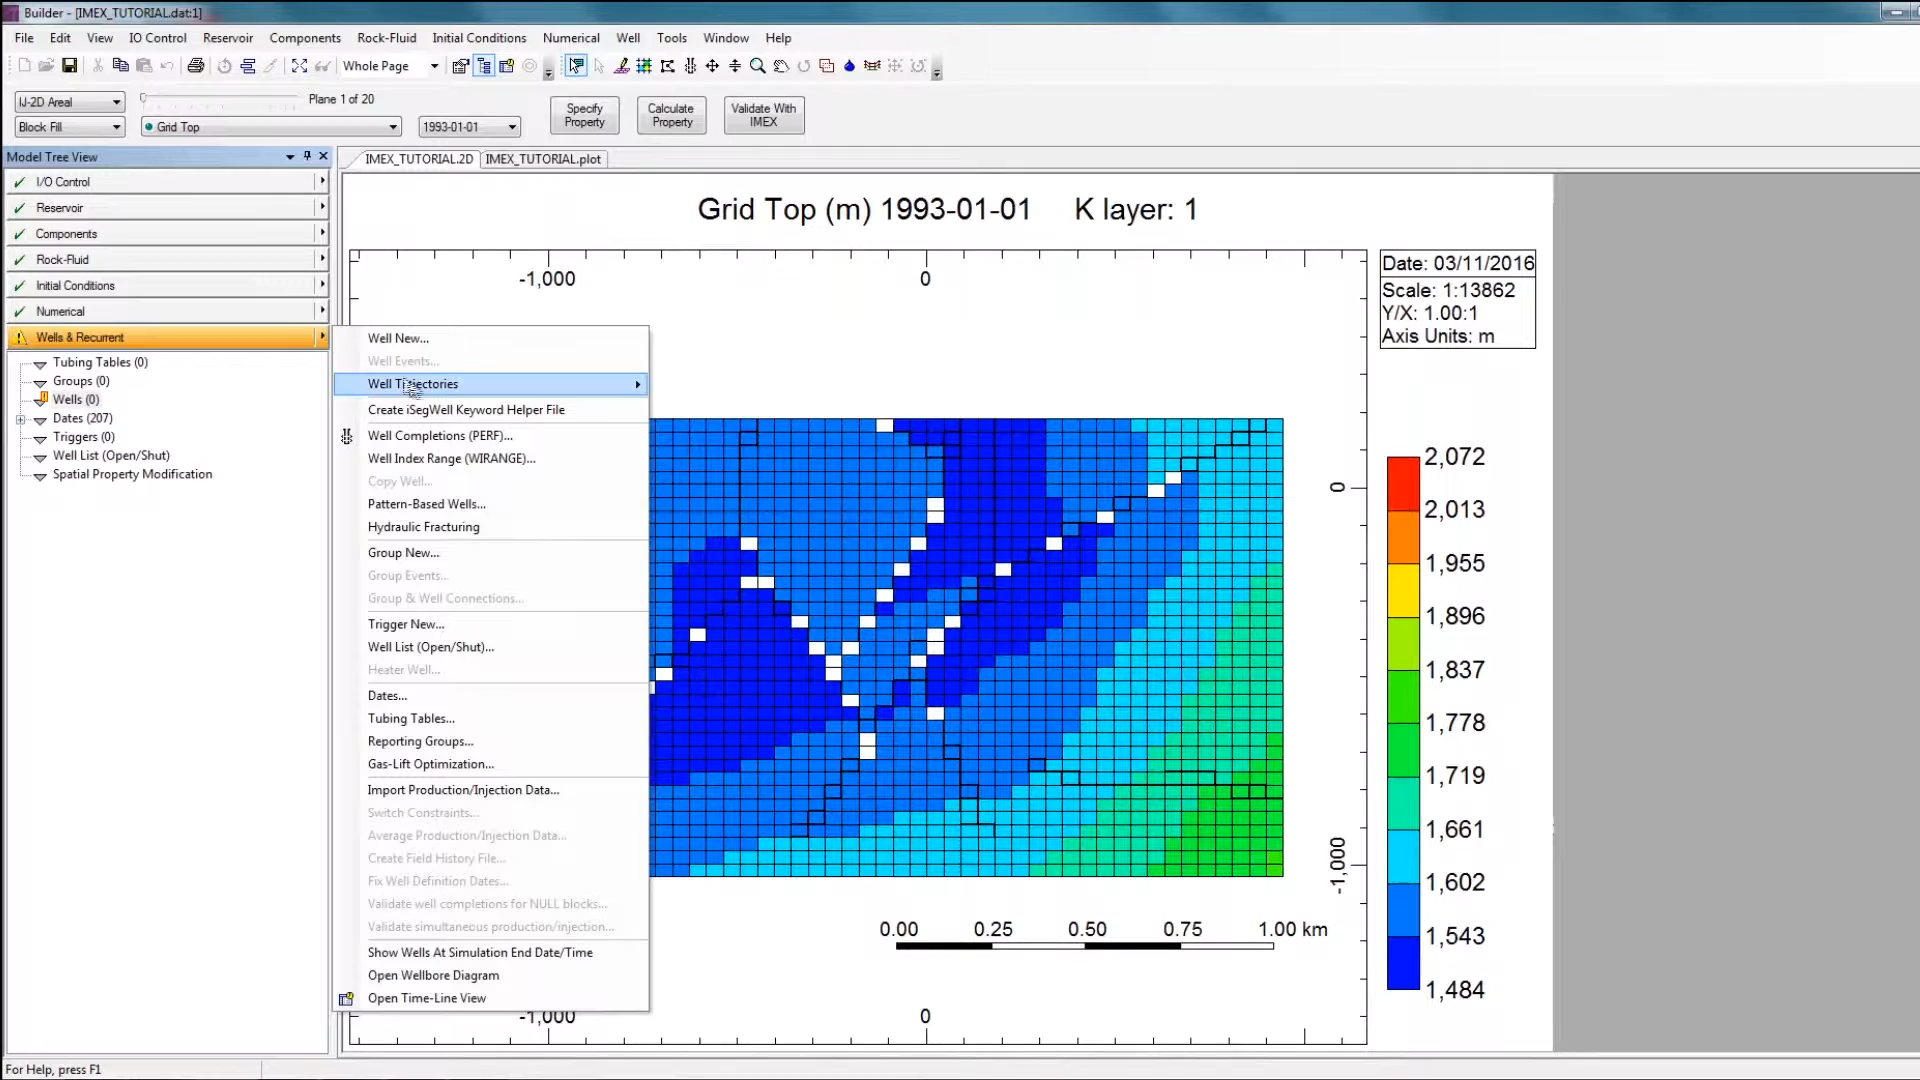 Builder - [IMEX_TUTORIAL.dat:1]
File Edit View IO Control Reservoir Components Rock-Fluid Initial Conditions Numerical Well Tools Window Help
Whole Page
IJ-2D Areal
Plane 1 of 20
Block Fill
Grid Top
1993-01-01
Specify Property
Calculate Property
Validate With IMEX
Model Tree View
IMEX_TUTORIAL.2D
IMEX_TUTORIAL.plot
I/O Control
Reservoir
Components
Rock-Fluid
Initial Conditions
Numerical
Wells & Recurrent
Tubing Tables (0)
Groups (0)
Wells (0)
Dates (207)
Triggers (0)
Well List (Open/Shut)
Spatial Property Modification
Well New...
Well Events...
Well Trajectories
Create iSegWell Keyword Helper File
Well Completions (PERF)...
Well Index Range (WIRANGE)...
Copy Well...
Pattern-Based Wells...
Hydraulic Fracturing
Group New...
Group Events...
Group & Well Connections...
Trigger New...
Well List (Open/Shut)...
Heater Well...
Dates...
Tubing Tables...
Reporting Groups...
Gas-Lift Optimization...
Import Production/Injection Data...
Switch Constraints...
Average Production/Injection Data...
Create Field History File...
Fix Well Definition Dates...
Validate well completions for NULL blocks...
Validate simultaneous production/injection...
Show Wells At Simulation End Date/Time
Open Wellbore Diagram
Open Time-Line View
Grid Top (m) 1993-01-01 K layer: 1
-1,000 0
Date: 03/11/2016
Scale: 1:13862
Y/X: 1.00:1
Axis Units: m
0
-1,000
2,072
2,013
1,955
1,896
1,837
1,778
1,719
1,661
1,602
1,543
1,484
0.00 0.25 0.50 0.75 1.00 km
-1,000 0
For Help, press F1